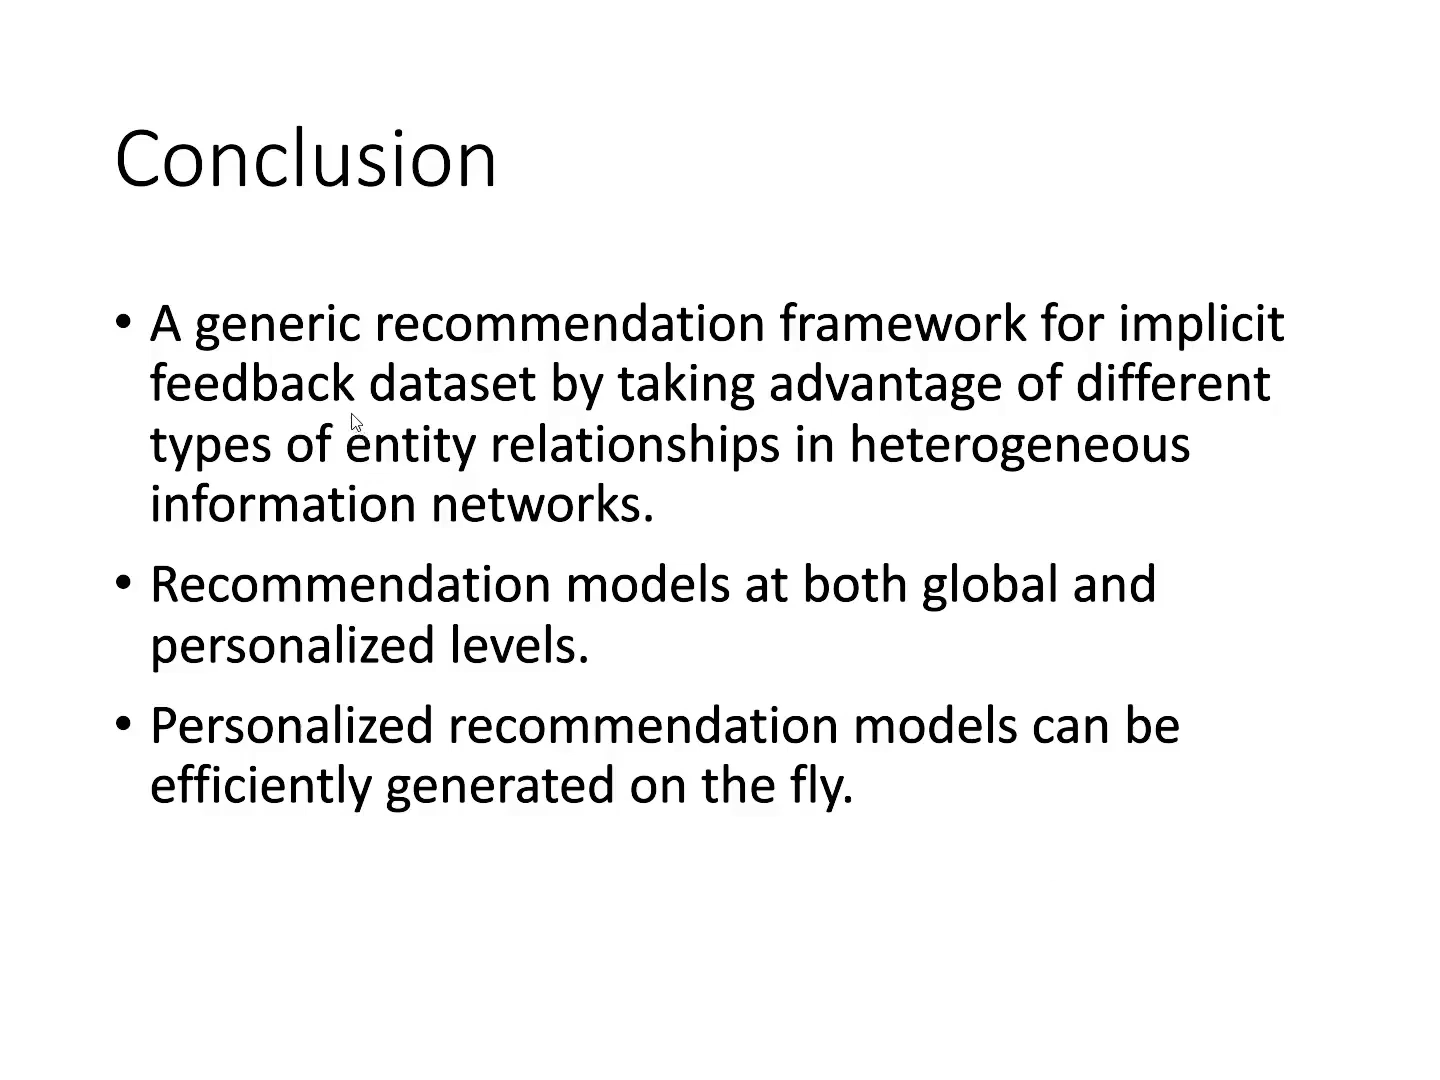 Conclusion
• A generic recommendation framework for implicit
feedback dataset by taking advantage of different
types of entity relationships in heterogeneous
information networks.
• Recommendation models at both global and
personalized levels.
• Personalized recommendation models can be
efficiently generated on the fly.